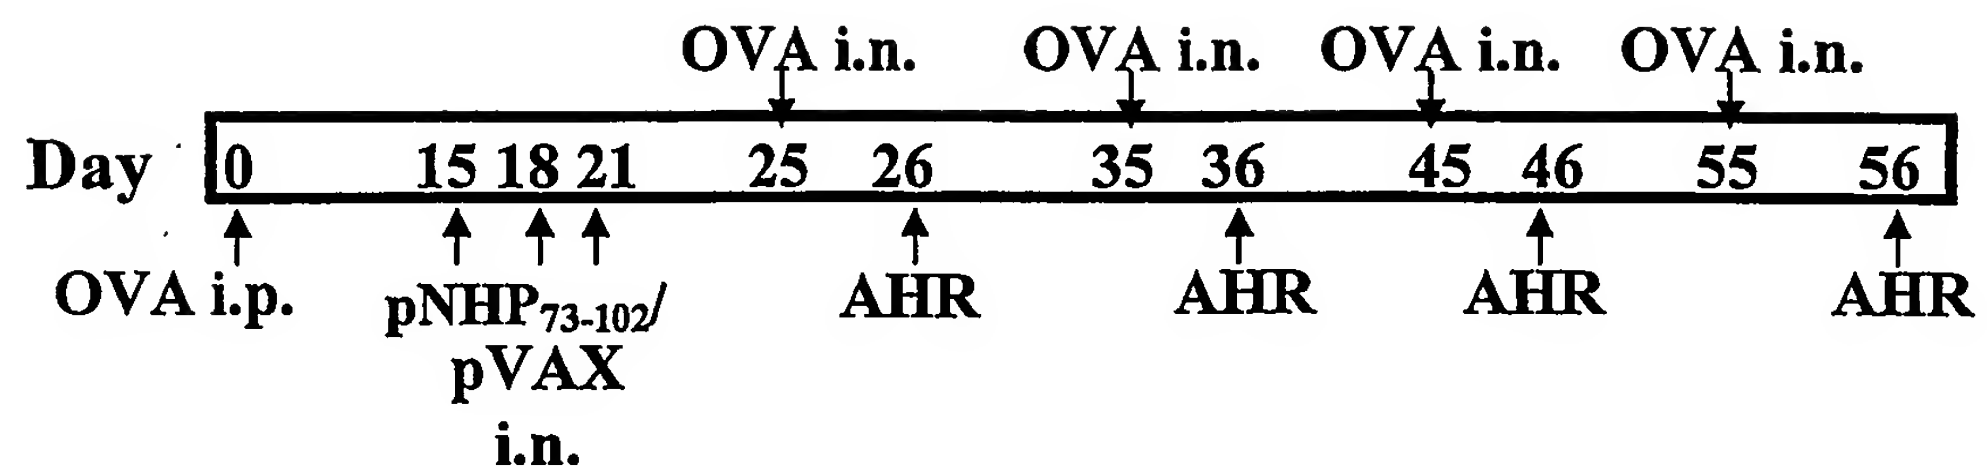 OVA i.n. OVA i.n. OVA i.n. OVA i.n.
Day 0 15 18 21 25 26 35 36 45 46 55 56
OVA i.p. pNHP73-102/ AHR AHR AHR AHR
pVAX
i.n.